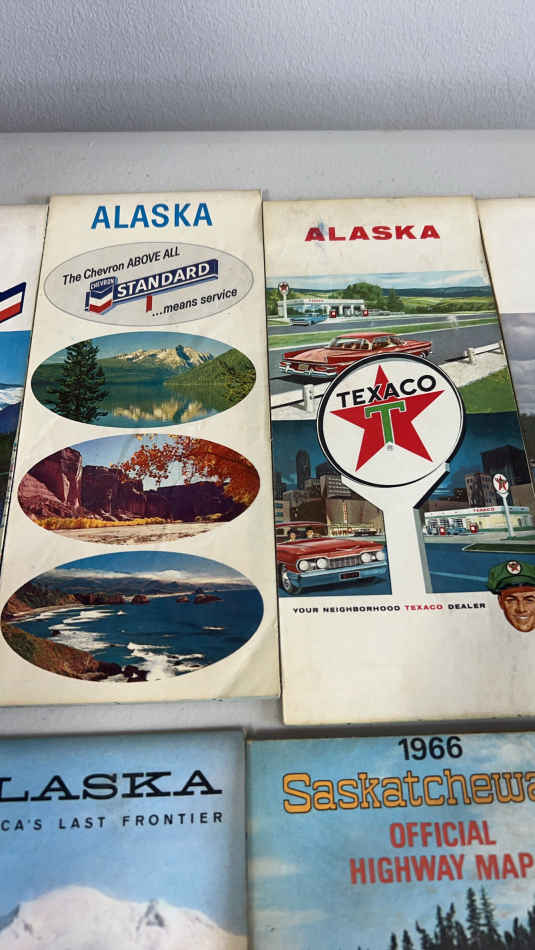 ALASKA
The Chevron ABOVE ALL
CHEVRON
STANDARD
...means service
ALASKA
TEXACO
T
YOUR NEIGHBORHOOD TEXACO DEALER
LASKA
CA'S LAST FRONTIER
1966
Saskatchewa
OFFICIAL
HIGHWAY MAP